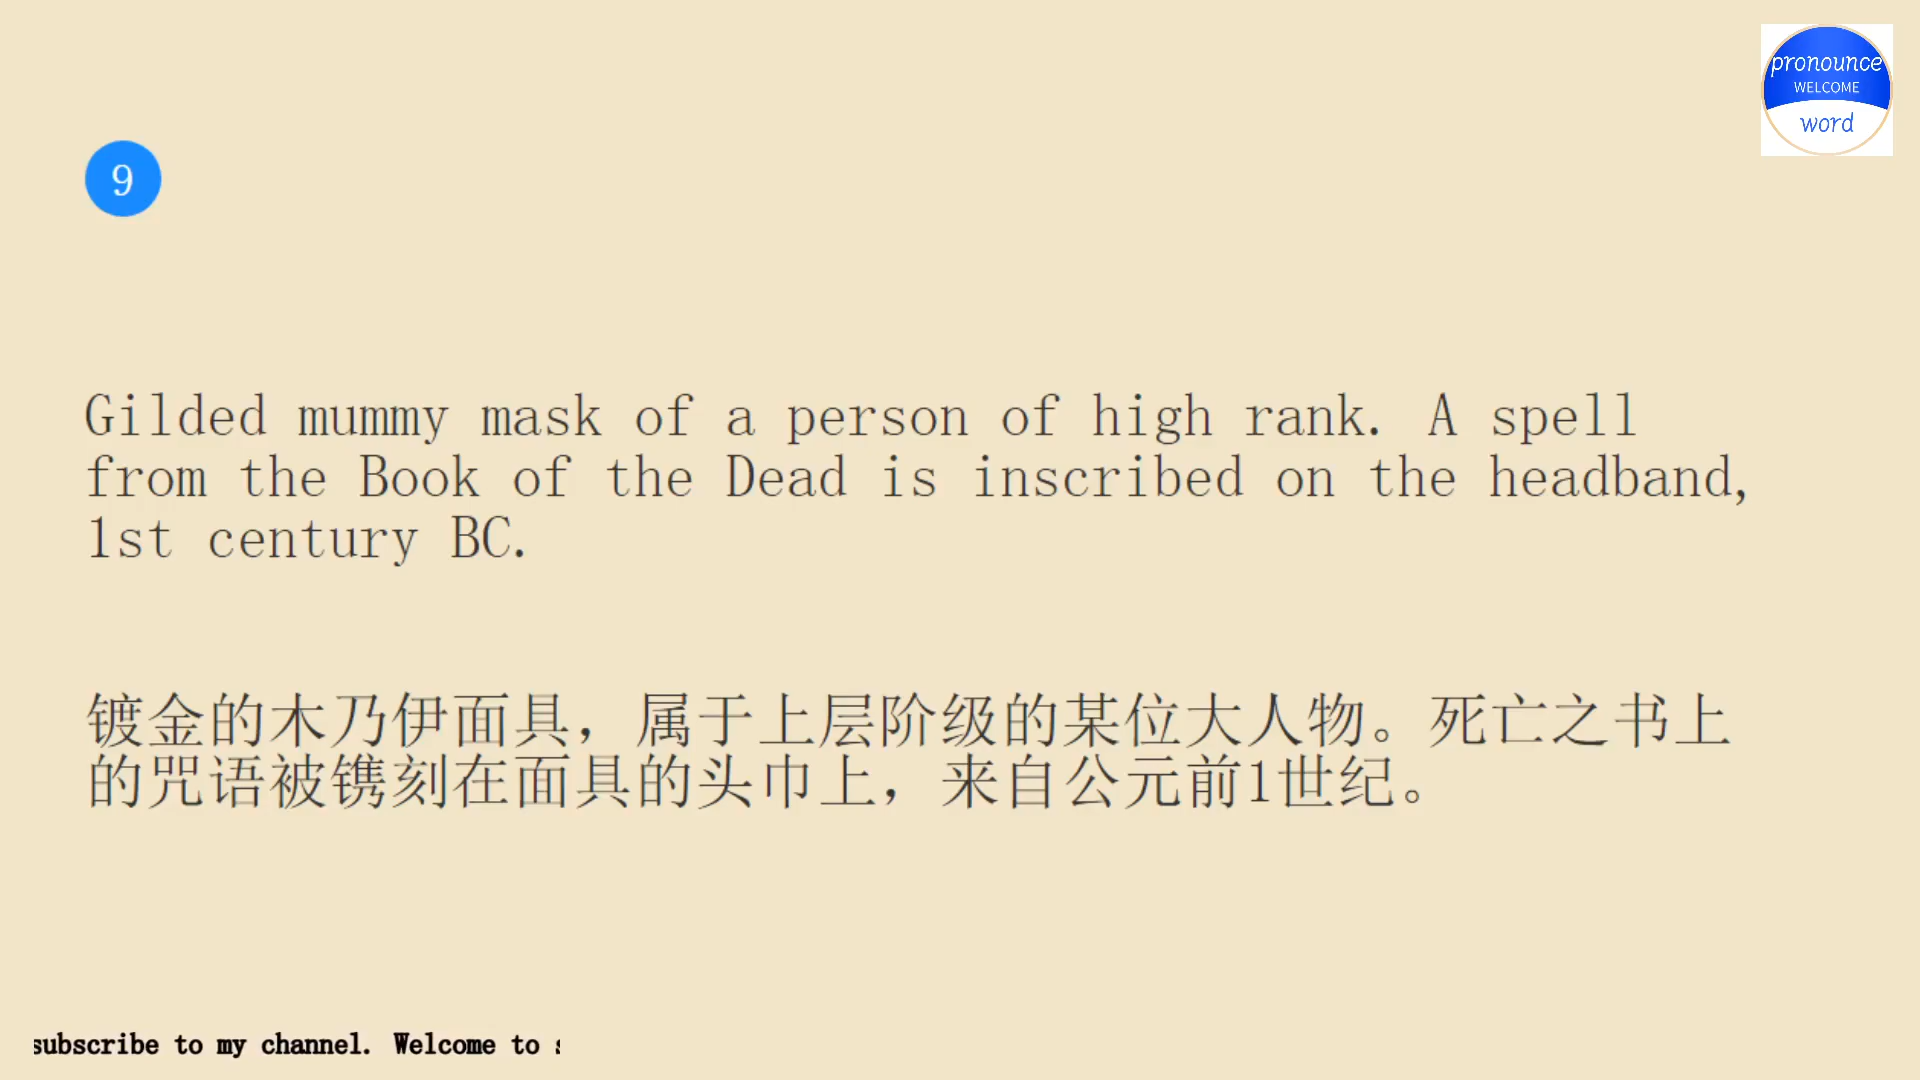 pronounce
WELCOME
word
9
Gilded mummy mask of a person of high rank. A spell
from the Book of the Dead is inscribed on the headband,
1st century BC.
镀金的木乃伊面具，属于上层阶级的某位大人物。死亡之书上
的咒语被镌刻在面具的头巾上，来自公元前1世纪。
subscribe to my channel. Welcome to